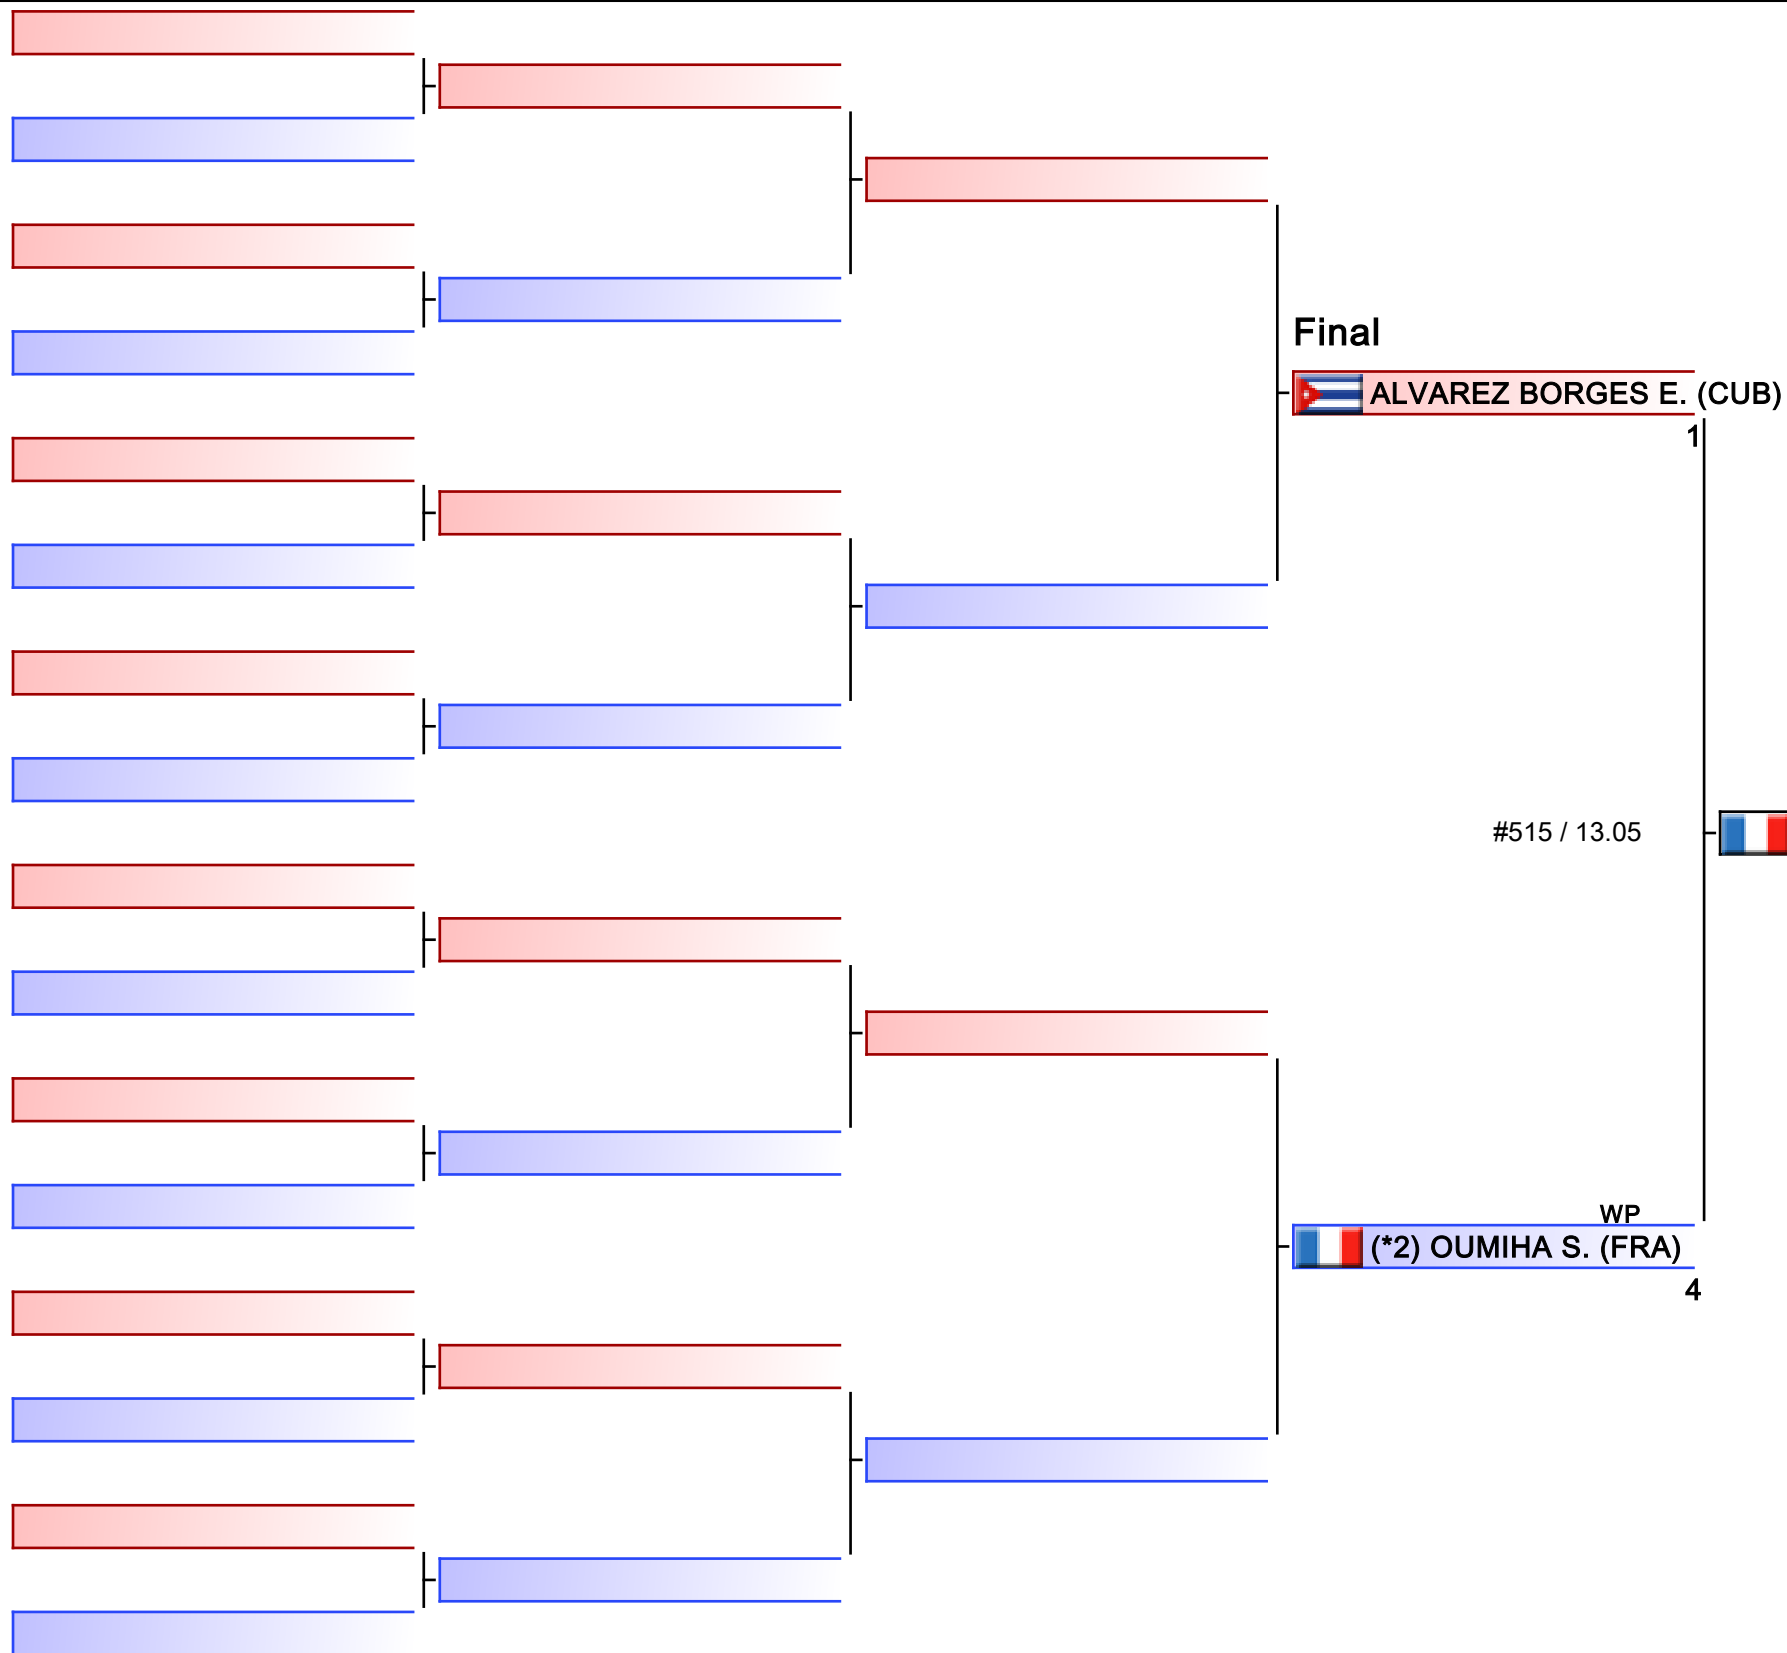 Final
ALVAREZ BORGES E. (CUB)
1
#515 / 13.05
WP
(*2) OUMIHA S. (FRA)
4